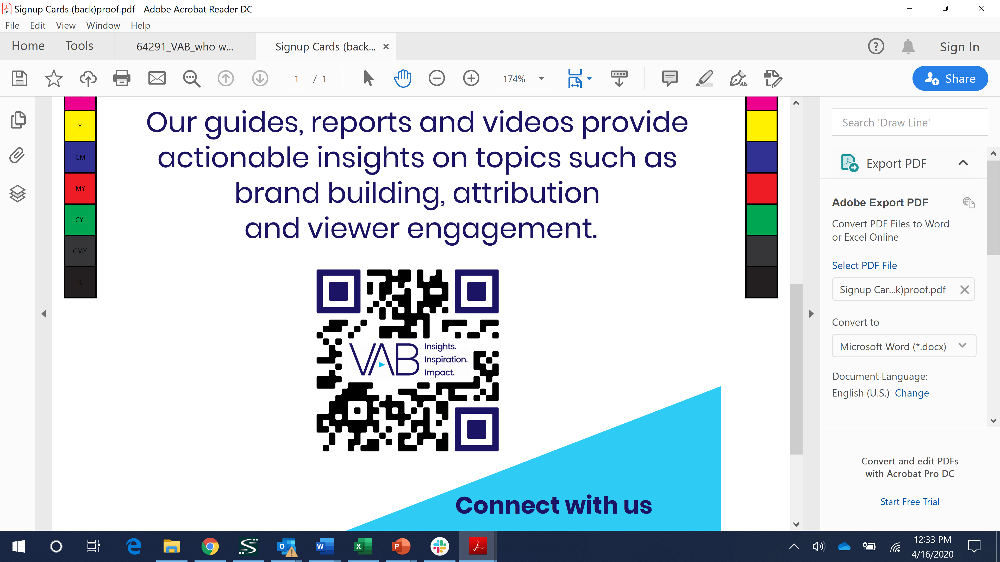 Signup Cards (back)proof.pdf - Adobe Acrobat Reader DC
File Edit View Window Help
Home Tools 64291_VAB_who w... Signup Cards (back... Sign In
1 / 1 174% Share
Our guides, reports and videos provide
actionable insights on topics such as
brand building, attribution
and viewer engagement.
Y
CM
MY
CY
CMY
K
VAB
Insights.
Inspiration.
Impact.
Connect with us
Search 'Draw Line'
Export PDF
Adobe Export PDF
Convert PDF Files to Word
or Excel Online
Select PDF File
Signup Car...k)proof.pdf
Convert to
Microsoft Word (*.docx)
Document Language:
English (U.S.) Change
Convert and edit PDFs
with Acrobat Pro DC
Start Free Trial
12:33 PM
4/16/2020